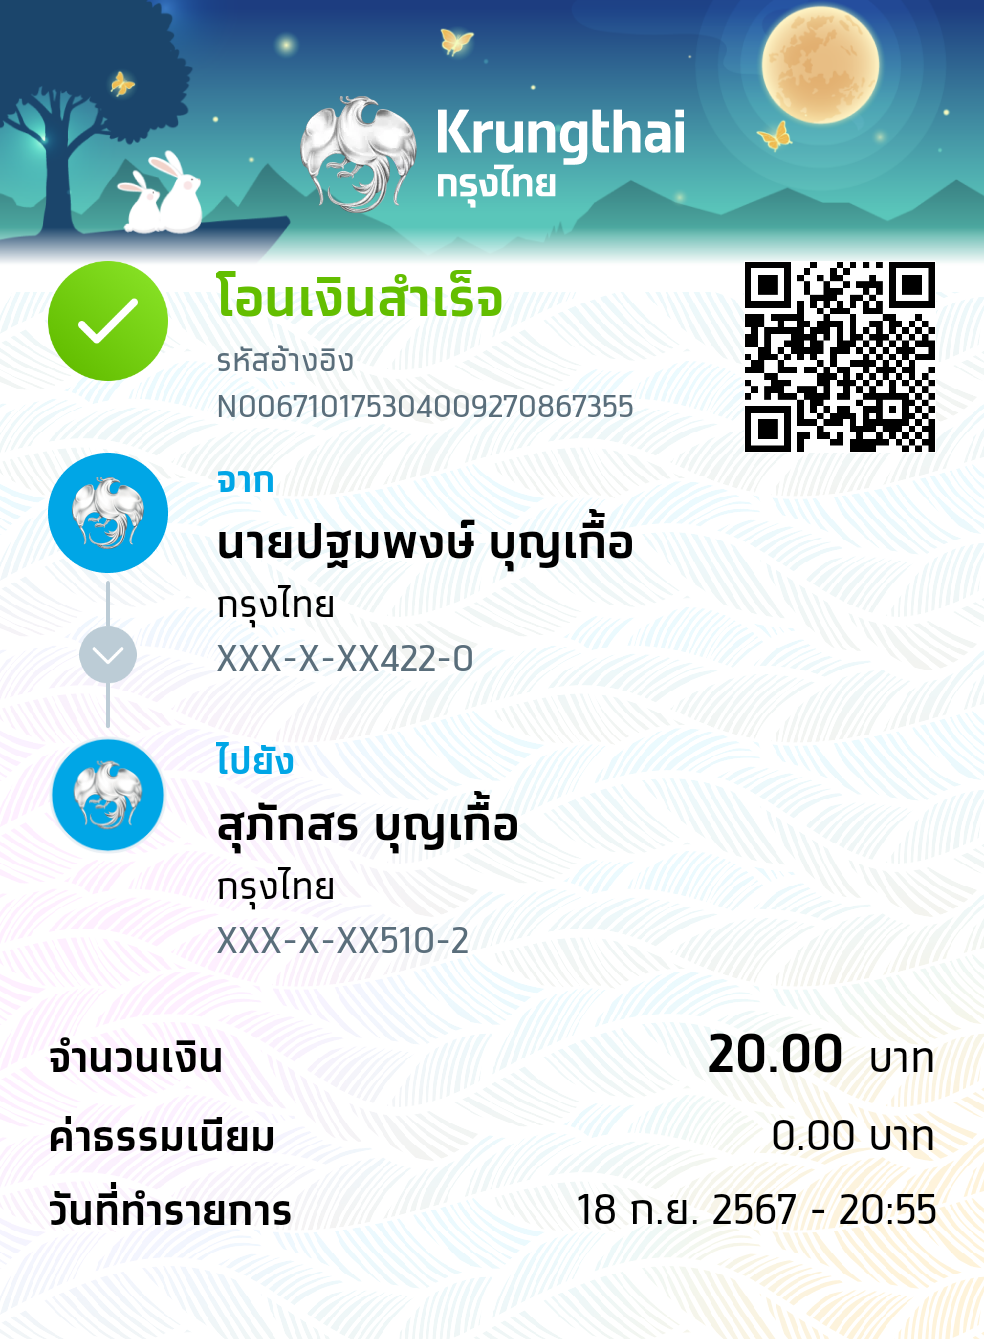 Krungthai
กรุงไทย
โอนเงินสำเร็จ
รหัสอ้างอิง
N006710175304009270867355
จาก
นายปฐมพงษ์ บุญเกื้อ
กรุงไทย
XXX-X-XX422-0
ไปยัง
สุภักสร บุญเกื้อ
กรุงไทย
XXX-X-XX510-2
จำนวนเงิน 20.00 บาท
ค่าธรรมเนียม 0.00 บาท
วันที่ทำรายการ 18 ก.ย. 2567 - 20:55